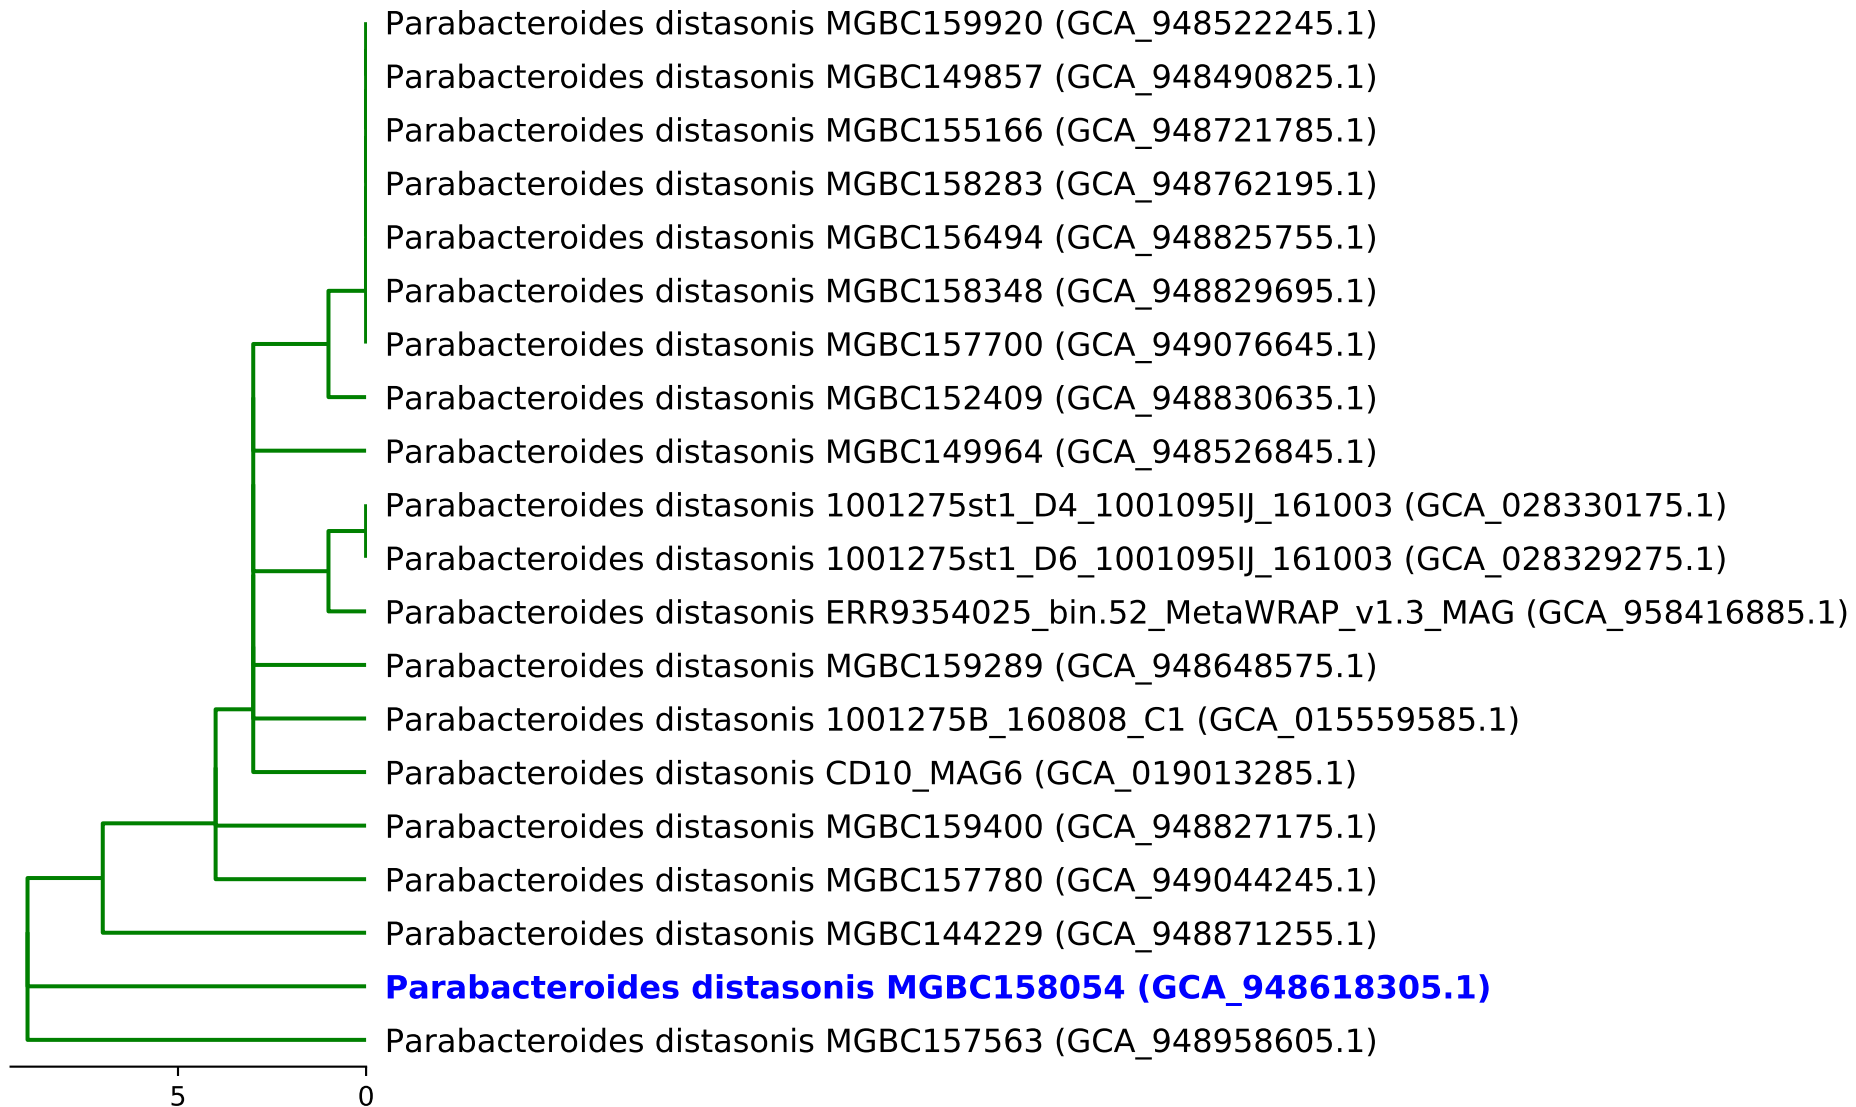 Parabacteroides distasonis MGBC159920 (GCA_948522245.1)
Parabacteroides distasonis MGBC149857 (GCA_948490825.1)
Parabacteroides distasonis MGBC155166 (GCA_948721785.1)
Parabacteroides distasonis MGBC158283 (GCA_948762195.1)
Parabacteroides distasonis MGBC156494 (GCA_948825755.1)
Parabacteroides distasonis MGBC158348 (GCA_948829695.1)
Parabacteroides distasonis MGBC157700 (GCA_949076645.1)
Parabacteroides distasonis MGBC152409 (GCA_948830635.1)
Parabacteroides distasonis MGBC149964 (GCA_948526845.1)
Parabacteroides distasonis 1001275st1_D4_1001095IJ_161003 (GCA_028330175.1)
Parabacteroides distasonis 1001275st1_D6_1001095IJ_161003 (GCA_028329275.1)
Parabacteroides distasonis ERR9354025_bin.52_MetaWRAP_v1.3_MAG (GCA_958416885.1)
Parabacteroides distasonis MGBC159289 (GCA_948648575.1)
Parabacteroides distasonis 1001275B_160808_C1 (GCA_015559585.1)
Parabacteroides distasonis CD10_MAG6 (GCA_019013285.1)
Parabacteroides distasonis MGBC159400 (GCA_948827175.1)
Parabacteroides distasonis MGBC157780 (GCA_949044245.1)
Parabacteroides distasonis MGBC144229 (GCA_948871255.1)
Parabacteroides distasonis MGBC158054 (GCA_948618305.1)
Parabacteroides distasonis MGBC157563 (GCA_948958605.1)
5 0